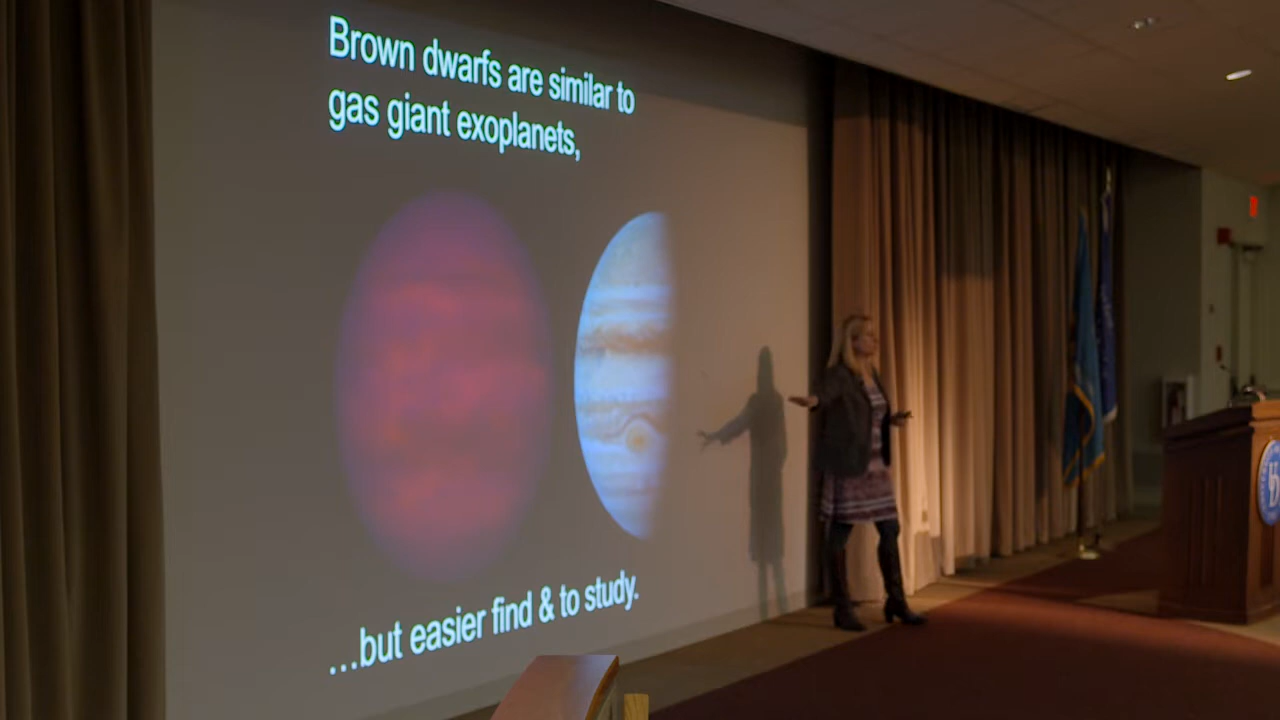 Brown dwarfs are similar to
gas giant exoplanets,
...but easier find & to study.